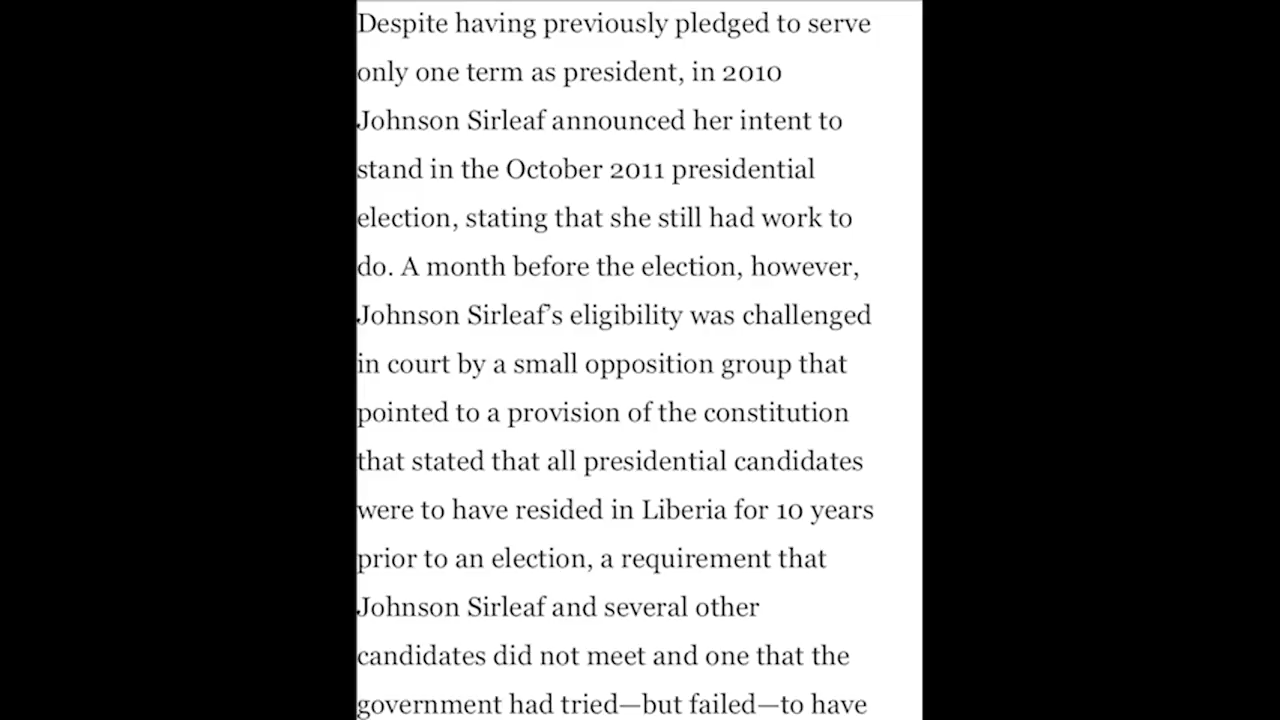 Despite having previously pledged to serve
only one term as president, in 2010
Johnson Sirleaf announced her intent to
stand in the October 2011 presidential
election, stating that she still had work to
do. A month before the election, however,
Johnson Sirleaf’s eligibility was challenged
in court by a small opposition group that
pointed to a provision of the constitution
that stated that all presidential candidates
were to have resided in Liberia for 10 years
prior to an election, a requirement that
Johnson Sirleaf and several other
candidates did not meet and one that the
government had tried—but failed—to have